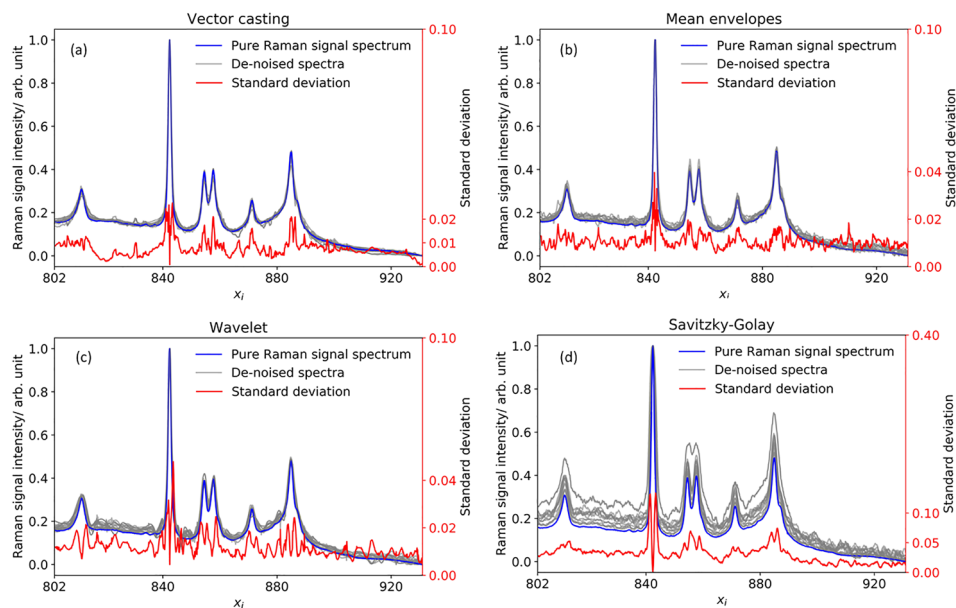 Vector casting
(a)
Pure Raman signal spectrum
De-noised spectra
Standard deviation
Raman signal intensity/ arb. unit
1.0
0.8
0.6
0.4
0.2
0.0
802
840
880
920
x_i
0.10
0.02
0.01
0.00
Standard deviation
Mean envelopes
(b)
Pure Raman signal spectrum
De-noised spectra
Standard deviation
Raman signal intensity/ arb. unit
1.0
0.8
0.6
0.4
0.2
0.0
802
840
880
920
x_i
0.10
0.04
0.02
0.00
Standard deviation
Wavelet
(c)
Pure Raman signal spectrum
De-noised spectra
Standard deviation
Raman signal intensity/ arb. unit
1.0
0.8
0.6
0.4
0.2
0.0
802
840
880
920
x_i
0.10
0.04
0.02
0.00
Standard deviation
Savitzky-Golay
(d)
Pure Raman signal spectrum
De-noised spectra
Standard deviation
Raman signal intensity/ arb. unit
1.0
0.8
0.6
0.4
0.2
0.0
802
840
880
920
x_i
0.40
0.10
0.05
0.00
Standard deviation